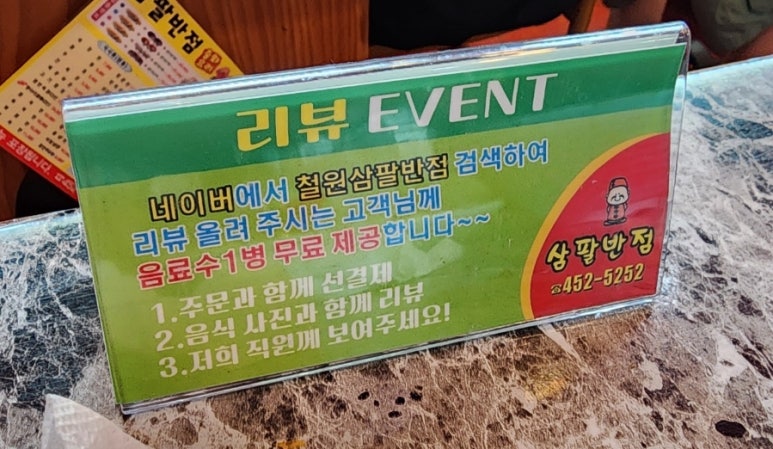 삼팔반점
리뷰 EVENT
네이버에서 철원삼팔반점 검색하여
리뷰 올려 주시는 고객님께
음료수1병 무료 제공합니다~~
1.주문과 함께 선결제
2.음식 사진과 함께 리뷰
3.저희 직원께 보여주세요!
삼팔반점
☎452-5252